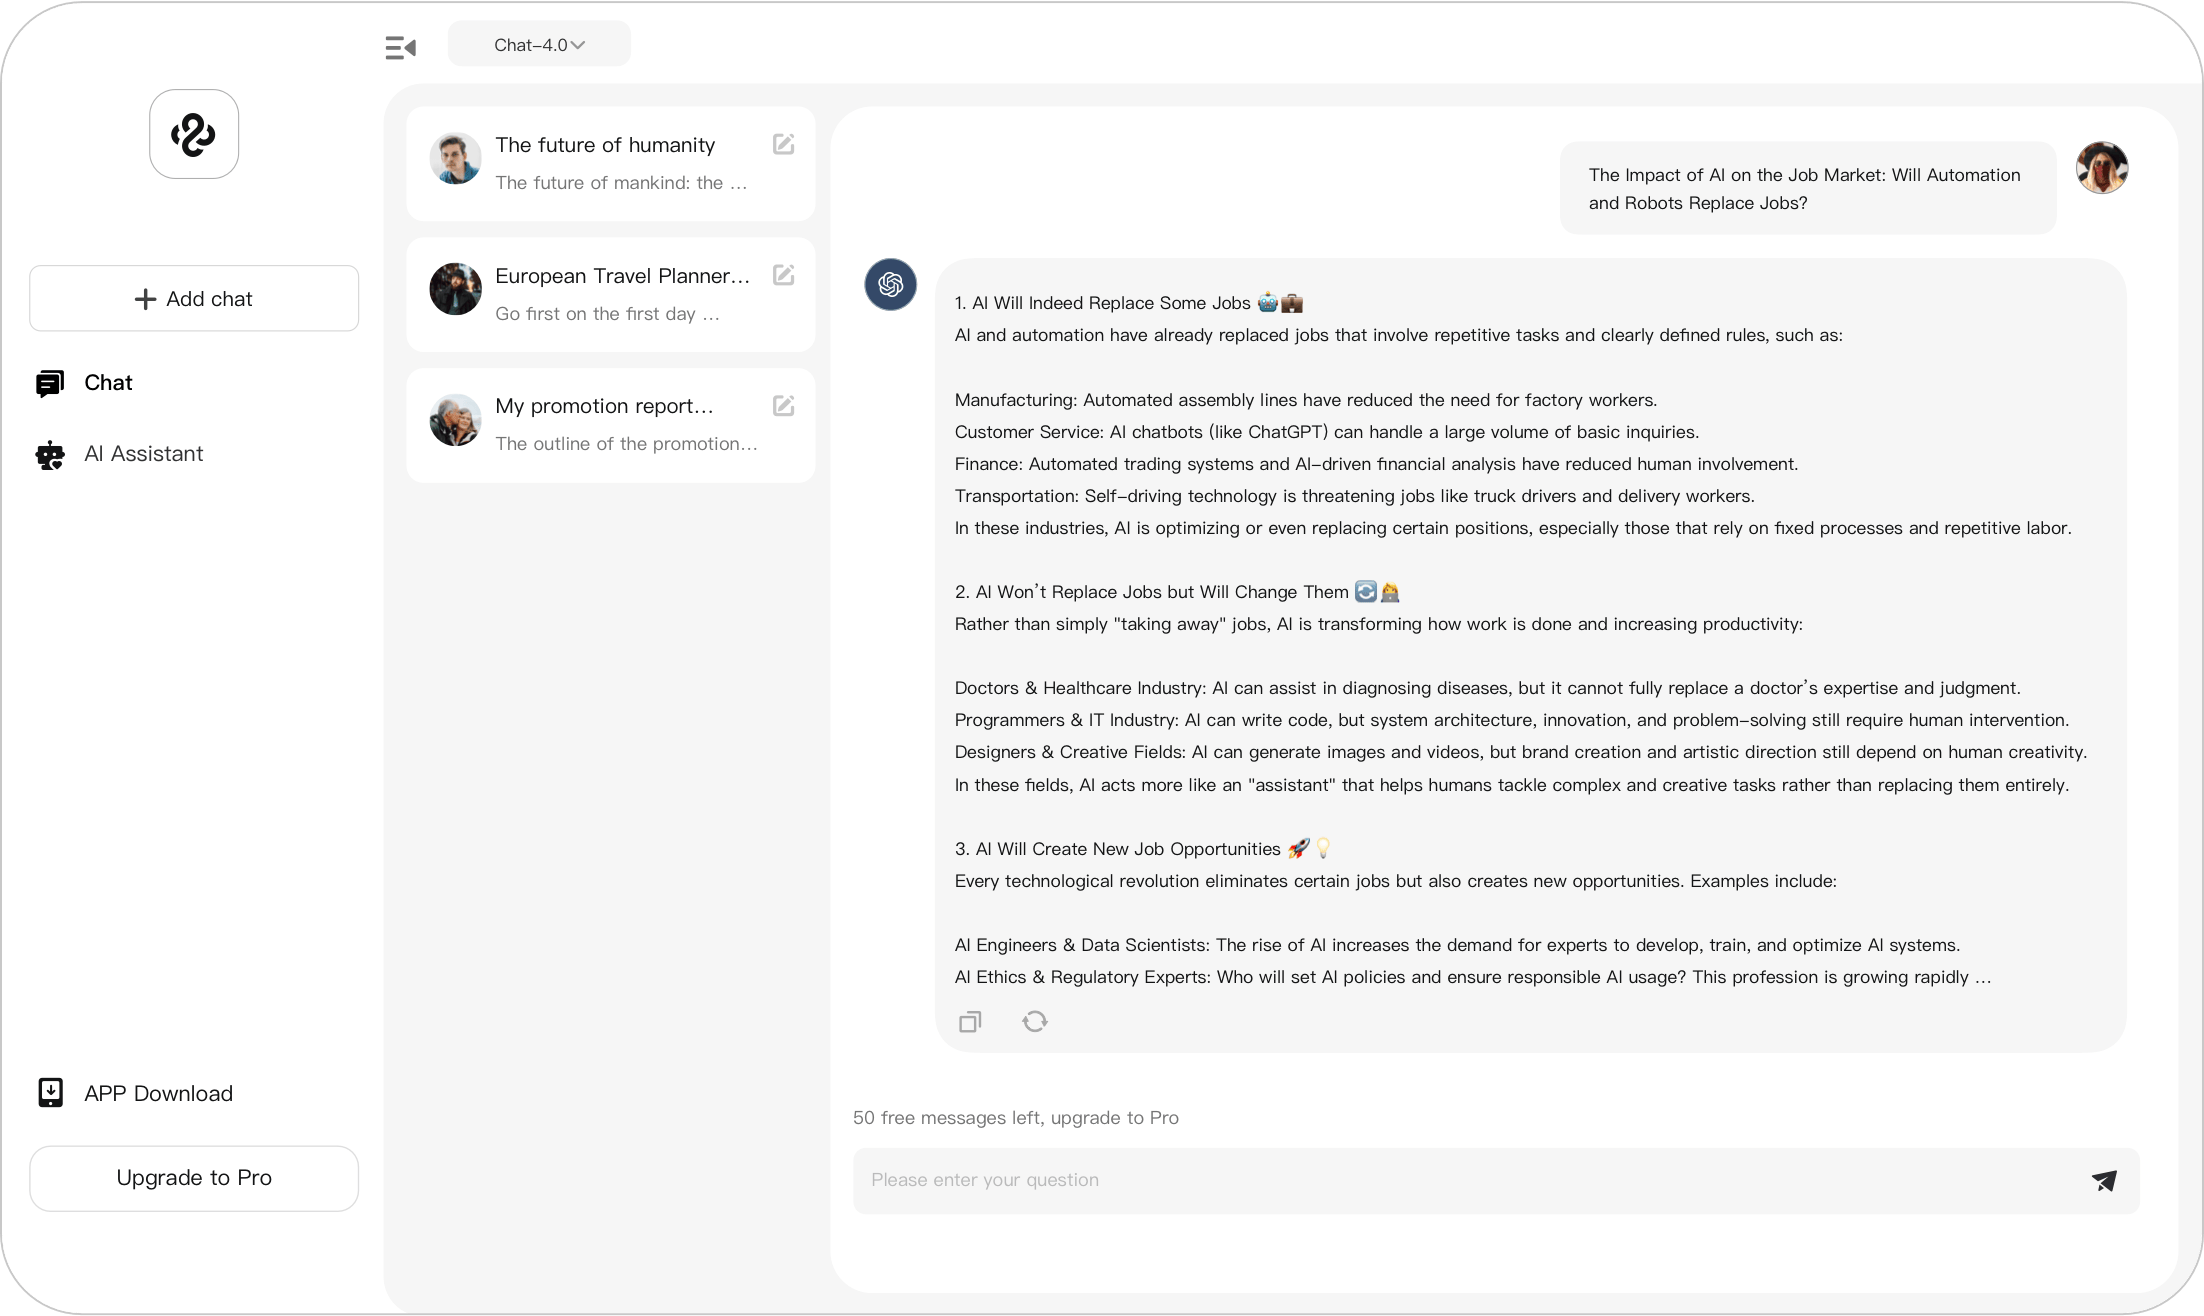 Chat-4.0
Add chat
Chat
AI Assistant
APP Download
Upgrade to Pro
The future of humanity
The future of mankind: the ...
European Travel Planner...
Go first on the first day ...
My promotion report...
The outline of the promotion...
The Impact of AI on the Job Market: Will Automation
and Robots Replace Jobs?
1. AI Will Indeed Replace Some Jobs 🤖💼
AI and automation have already replaced jobs that involve repetitive tasks and clearly defined rules, such as:
Manufacturing: Automated assembly lines have reduced the need for factory workers.
Customer Service: AI chatbots (like ChatGPT) can handle a large volume of basic inquiries.
Finance: Automated trading systems and AI-driven financial analysis have reduced human involvement.
Transportation: Self-driving technology is threatening jobs like truck drivers and delivery workers.
In these industries, AI is optimizing or even replacing certain positions, especially those that rely on fixed processes and repetitive labor.
2. AI Won't Replace Jobs but Will Change Them 🔄🧑‍💻
Rather than simply "taking away" jobs, AI is transforming how work is done and increasing productivity:
Doctors & Healthcare Industry: AI can assist in diagnosing diseases, but it cannot fully replace a doctor's expertise and judgment.
Programmers & IT Industry: AI can write code, but system architecture, innovation, and problem-solving still require human intervention.
Designers & Creative Fields: AI can generate images and videos, but brand creation and artistic direction still depend on human creativity.
In these fields, AI acts more like an "assistant" that helps humans tackle complex and creative tasks rather than replacing them entirely.
3. AI Will Create New Job Opportunities 🚀💡
Every technological revolution eliminates certain jobs but also creates new opportunities. Examples include:
AI Engineers & Data Scientists: The rise of AI increases the demand for experts to develop, train, and optimize AI systems.
AI Ethics & Regulatory Experts: Who will set AI policies and ensure responsible AI usage? This profession is growing rapidly ...
50 free messages left, upgrade to Pro
Please enter your question